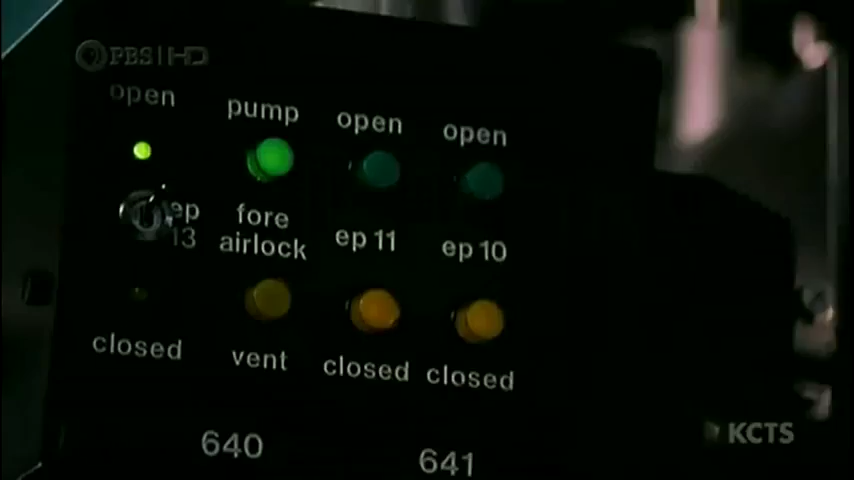 PBS HD
open pump open open
ep 13
fore airlock
ep 11
ep 10
closed vent closed closed
640 641
KCTS